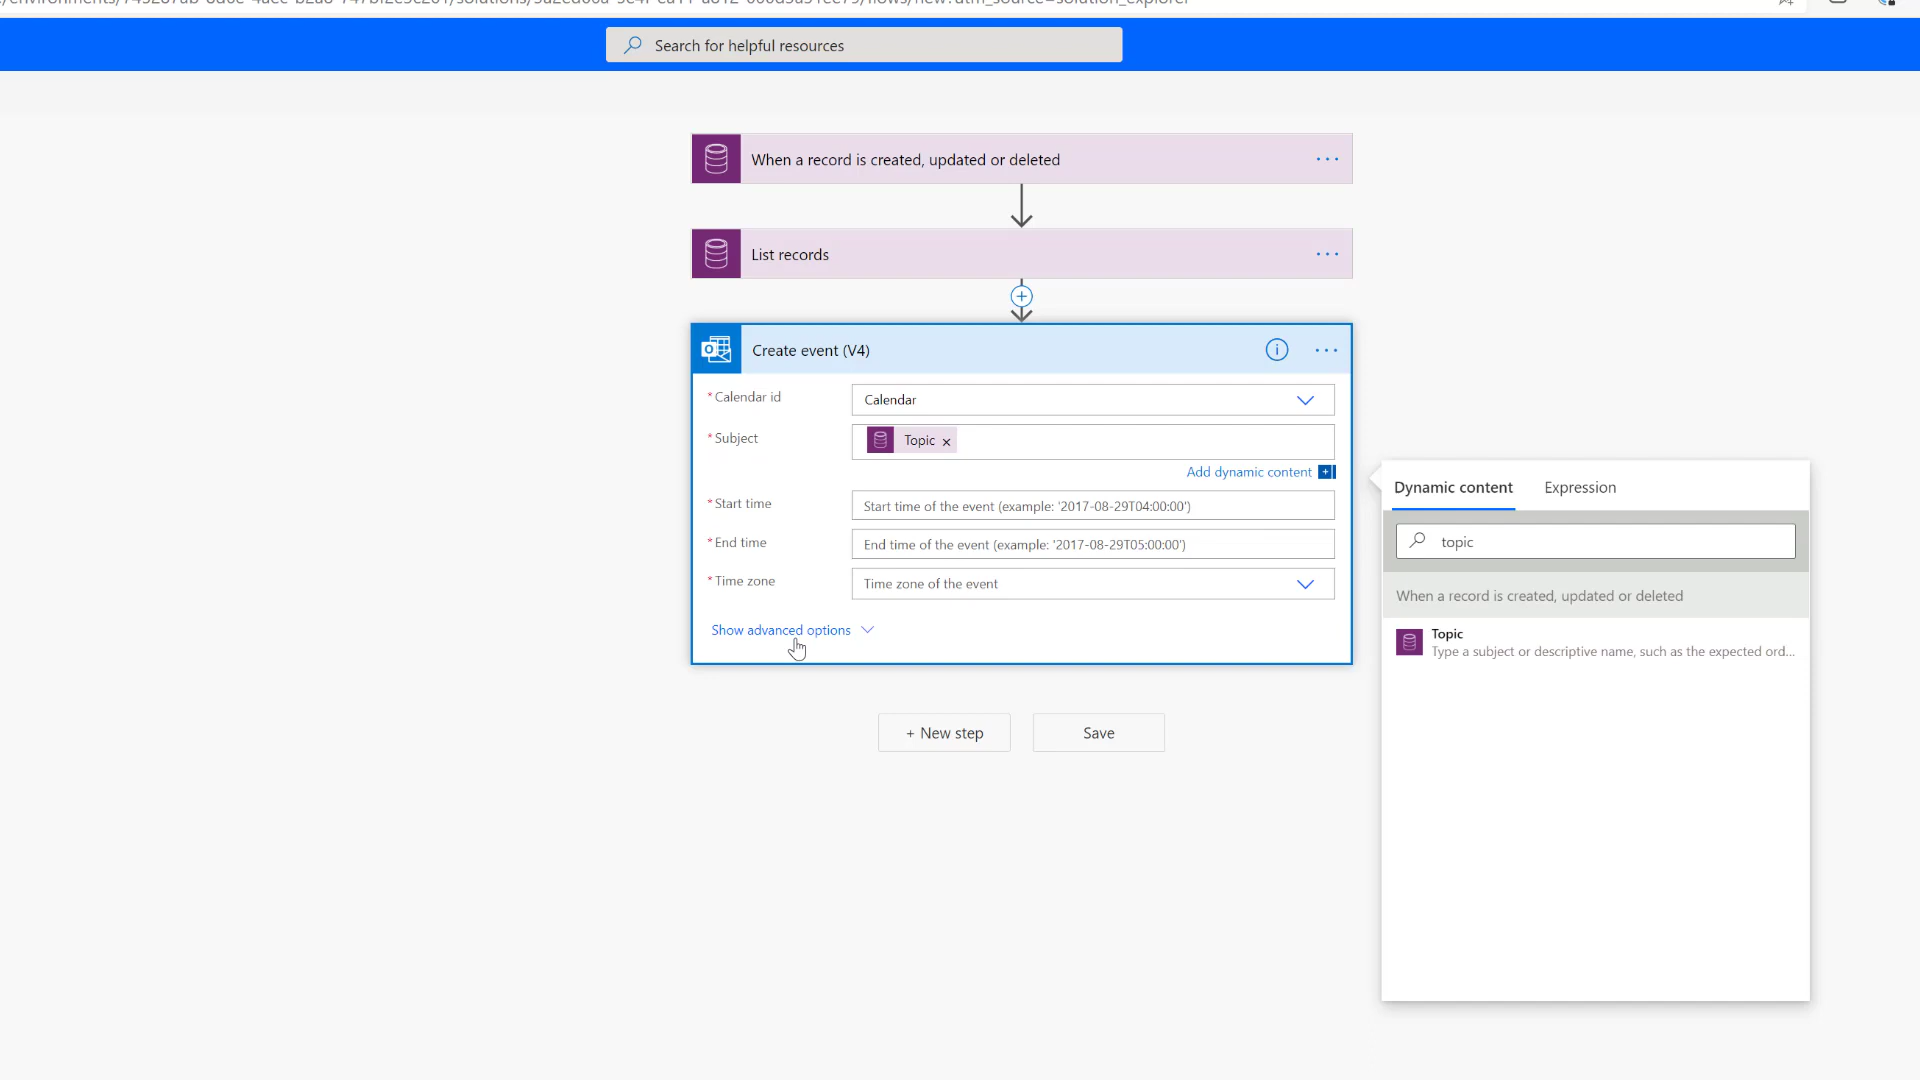 Search for helpful resources
When a record is created, updated or deleted
List records
Create event (V4)
* Calendar id
Calendar
* Subject
Topic ×
Add dynamic content
* Start time
Start time of the event (example: '2017-08-29T04:00:00')
* End time
End time of the event (example: '2017-08-29T05:00:00')
* Time zone
Time zone of the event
Show advanced options
+ New step
Save
Dynamic content
Expression
topic
When a record is created, updated or deleted
Topic
Type a subject or descriptive name, such as the expected ord...